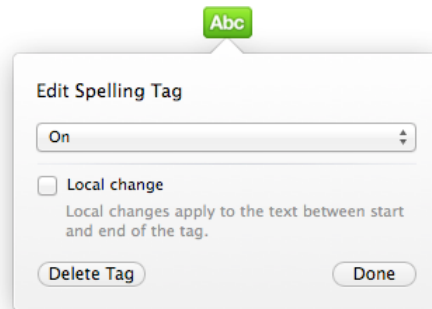 Abc
Edit Spelling Tag
On
Local change
Local changes apply to the text between start
and end of the tag.
Delete Tag
Done